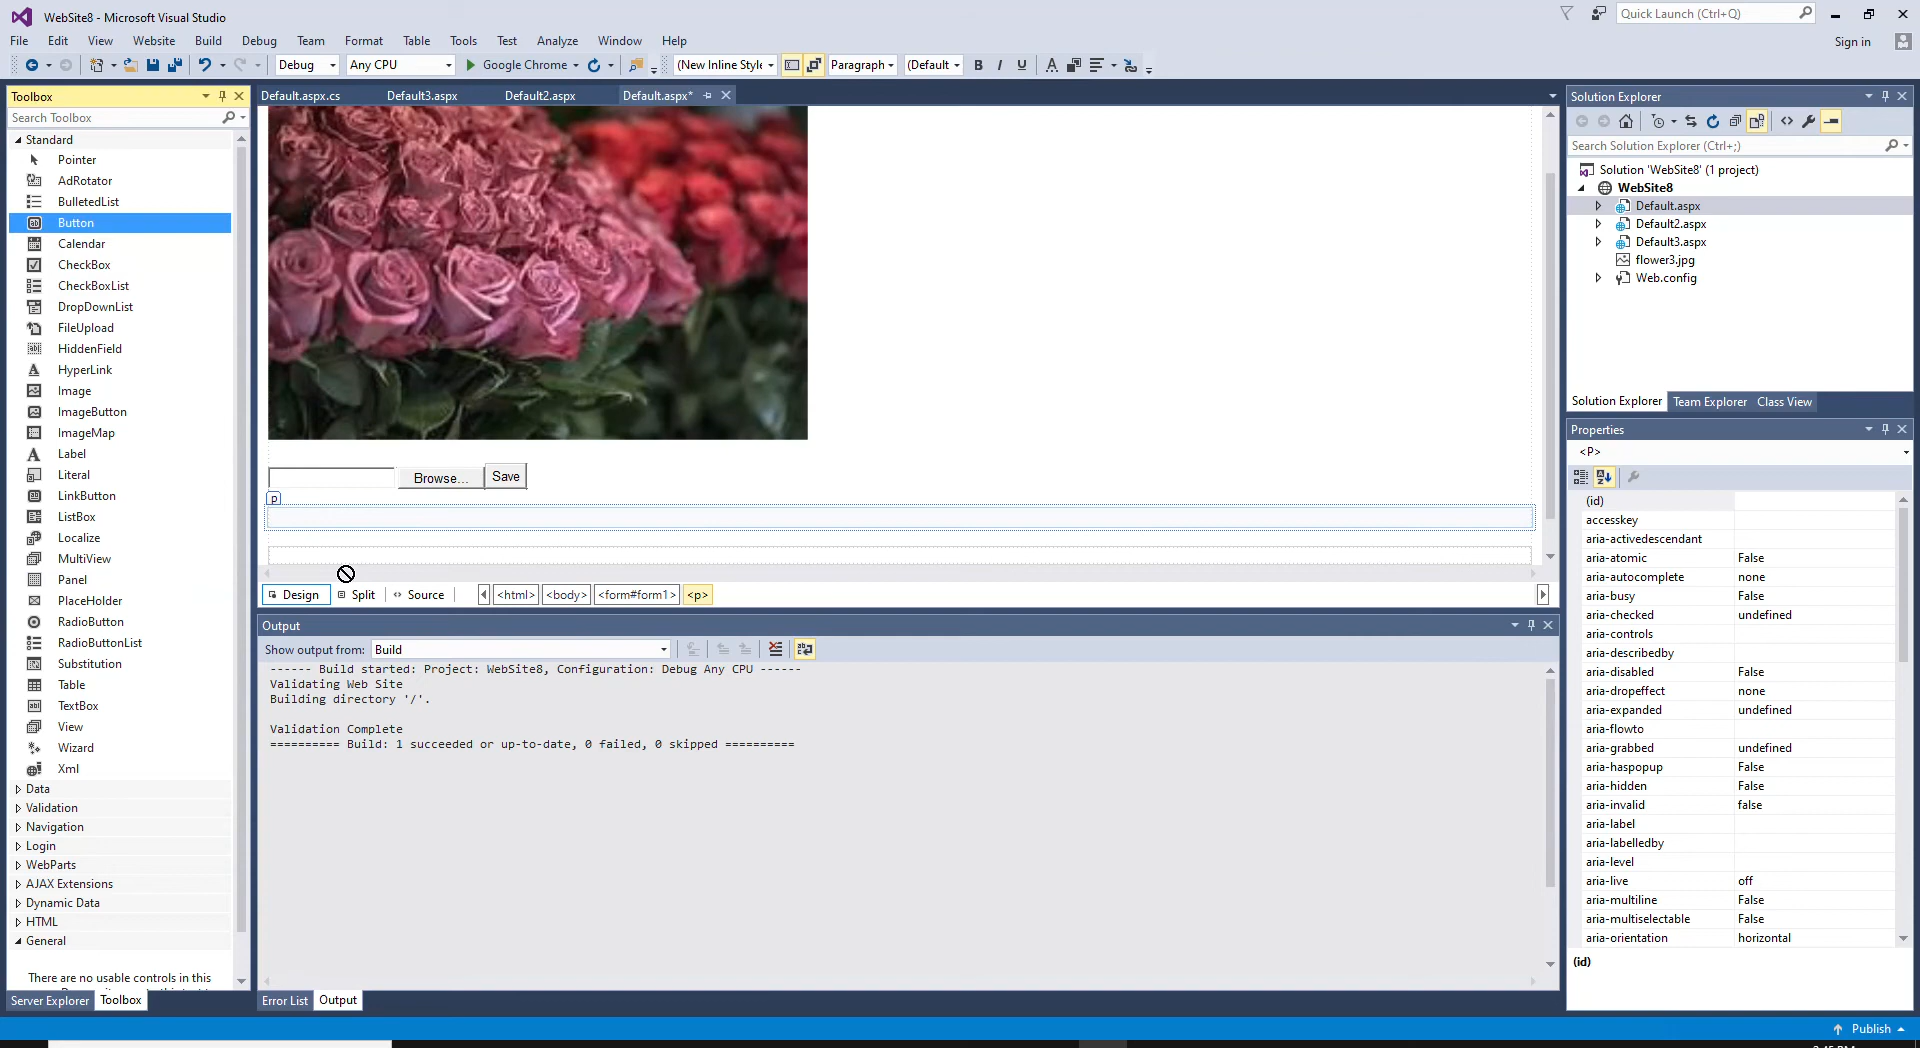 WebSite8 - Microsoft Visual Studio
Quick Launch (Ctrl+Q)
File Edit View Website Build Debug Team Format Table Tools Test Analyze Window Help
Sign in
Debug Any CPU Google Chrome (New Inline Style Paragraph (Default B I U A
Toolbox
Search Toolbox
Standard
Pointer
AdRotator
BulletedList
Button
Calendar
CheckBox
CheckBoxList
DropDownList
FileUpload
HiddenField
HyperLink
Image
ImageButton
ImageMap
Label
Literal
LinkButton
ListBox
Localize
MultiView
Panel
PlaceHolder
RadioButton
RadioButtonList
Substitution
Table
TextBox
View
Wizard
Xml
Data
Validation
Navigation
Login
WebParts
AJAX Extensions
Dynamic Data
HTML
General
There are no usable controls in this
Server Explorer Toolbox
Default.aspx.cs Default3.aspx Default2.aspx Default.aspx*
Browse... Save
p
Design Split Source <html> <body> <form#form1> <p>
Output
Show output from: Build
------ Build started: Project: WebSite8, Configuration: Debug Any CPU ------
Validating Web Site
Building directory '/'.
Validation Complete
========== Build: 1 succeeded or up-to-date, 0 failed, 0 skipped ==========
Error List Output
Solution Explorer
Search Solution Explorer (Ctrl+;)
Solution 'WebSite8' (1 project)
WebSite8
Default.aspx
Default2.aspx
Default3.aspx
flower3.jpg
Web.config
Solution Explorer Team Explorer Class View
Properties
<P>
(id)
accesskey
aria-activedescendant
aria-atomic False
aria-autocomplete none
aria-busy False
aria-checked undefined
aria-controls
aria-describedby
aria-disabled False
aria-dropeffect none
aria-expanded undefined
aria-flowto
aria-grabbed undefined
aria-haspopup False
aria-hidden False
aria-invalid false
aria-label
aria-labelledby
aria-level
aria-live off
aria-multiline False
aria-multiselectable False
aria-orientation horizontal
(id)
Publish